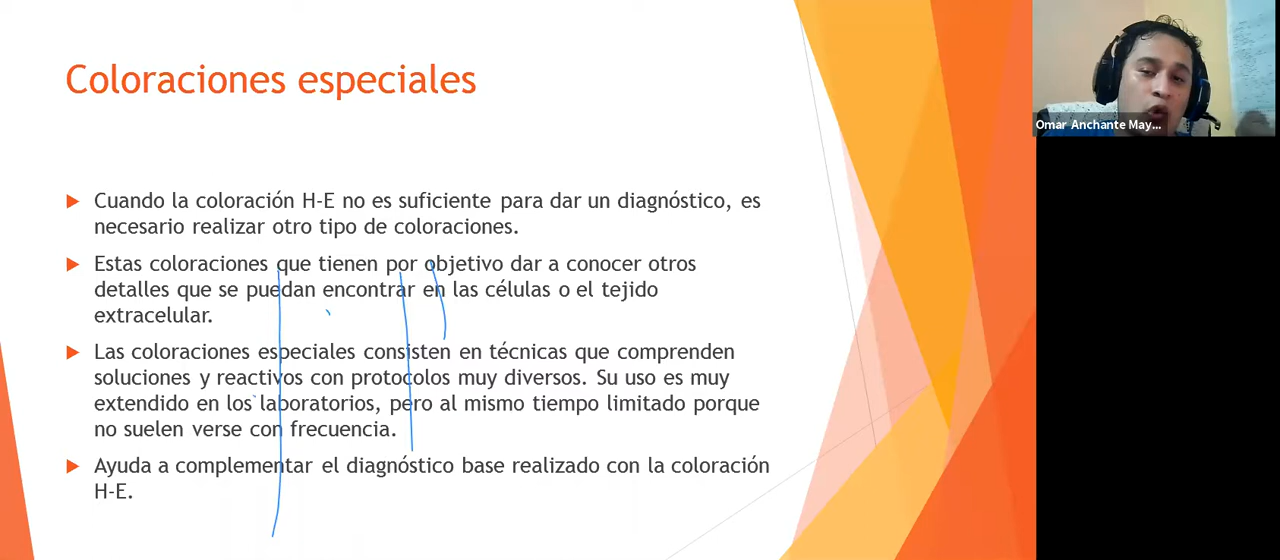 Coloraciones especiales
Omar Anchante May...
Cuando la coloración H-E no es suficiente para dar un diagnóstico, es
necesario realizar otro tipo de coloraciones.
Estas coloraciones que tienen por objetivo dar a conocer otros
detalles que se puedan encontrar en las células o el tejido
extracelular.
Las coloraciones especiales consisten en técnicas que comprenden
soluciones y reactivos con protocolos muy diversos. Su uso es muy
extendido en los laboratorios, pero al mismo tiempo limitado porque
no suelen verse con frecuencia.
Ayuda a complementar el diagnóstico base realizado con la coloración
H-E.